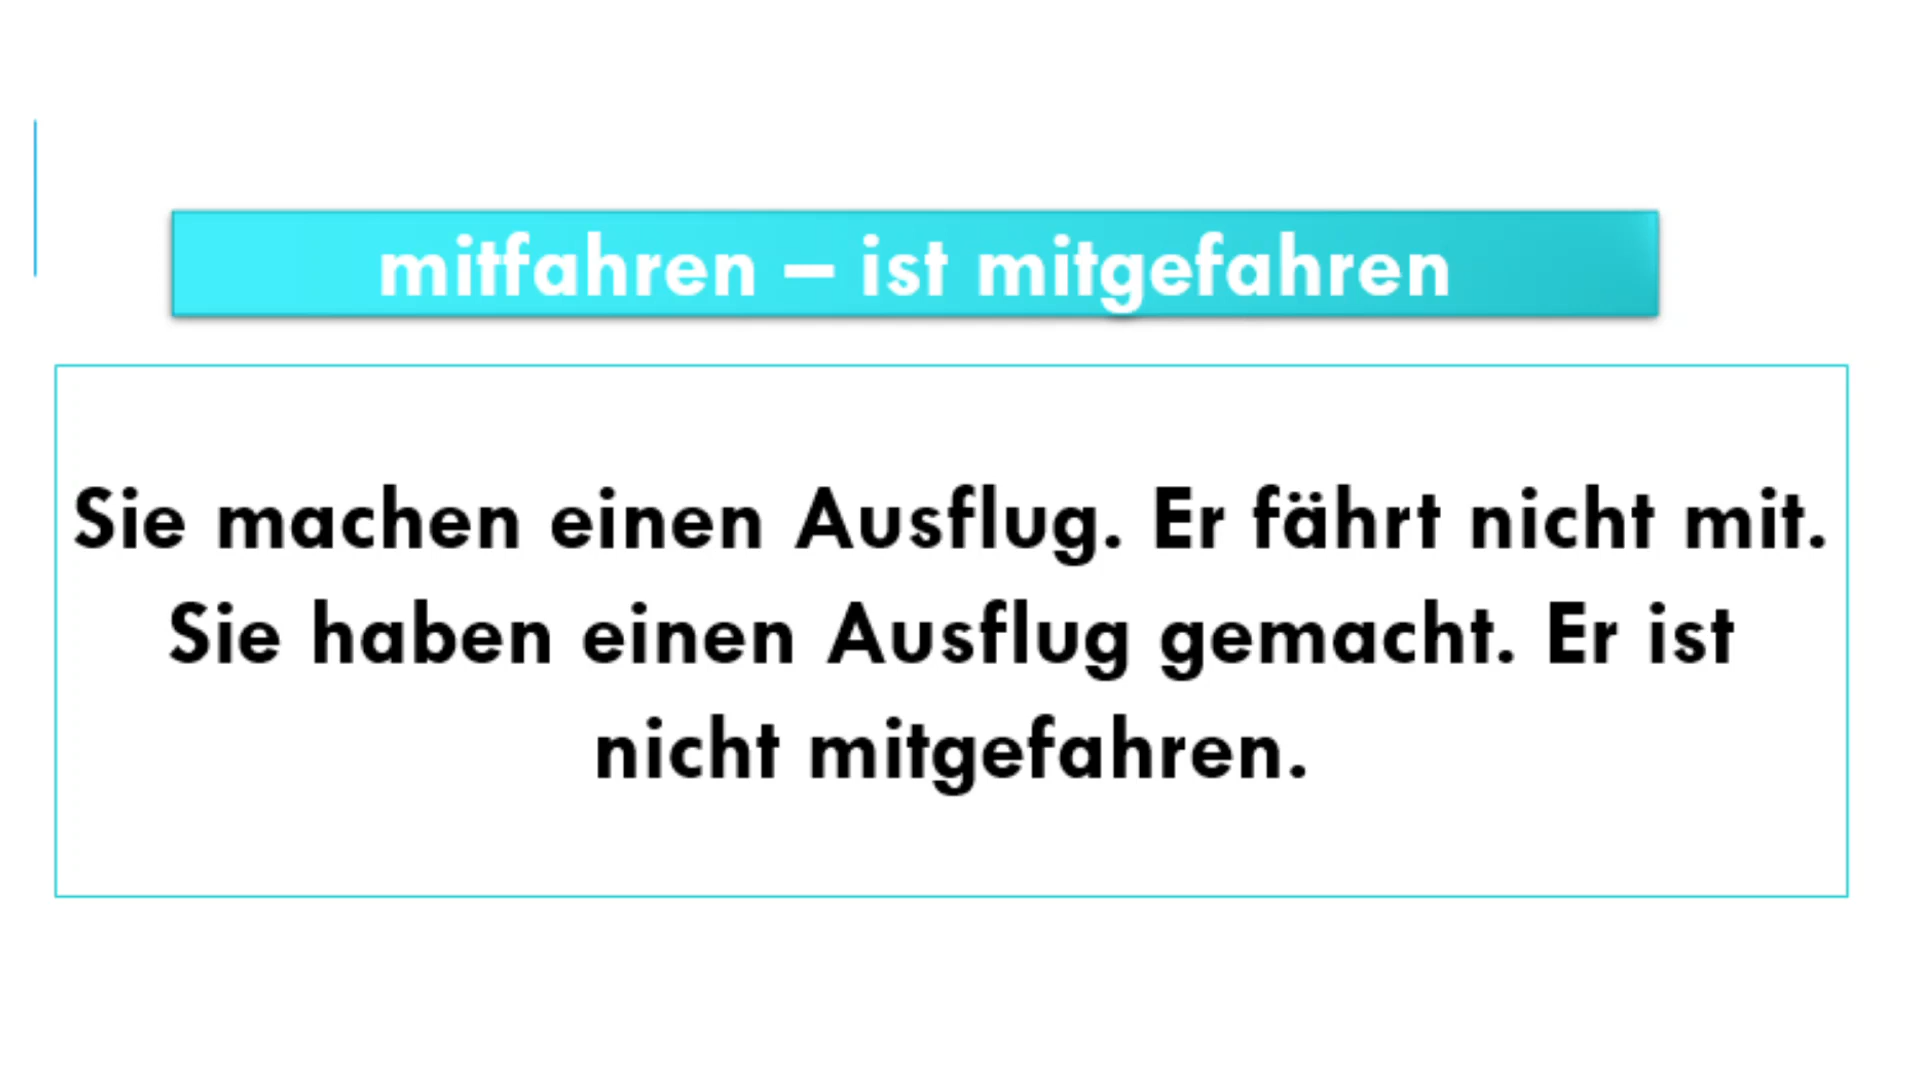 mitfahren – ist mitgefahren
Sie machen einen Ausflug. Er fährt nicht mit.
Sie haben einen Ausflug gemacht. Er ist
nicht mitgefahren.